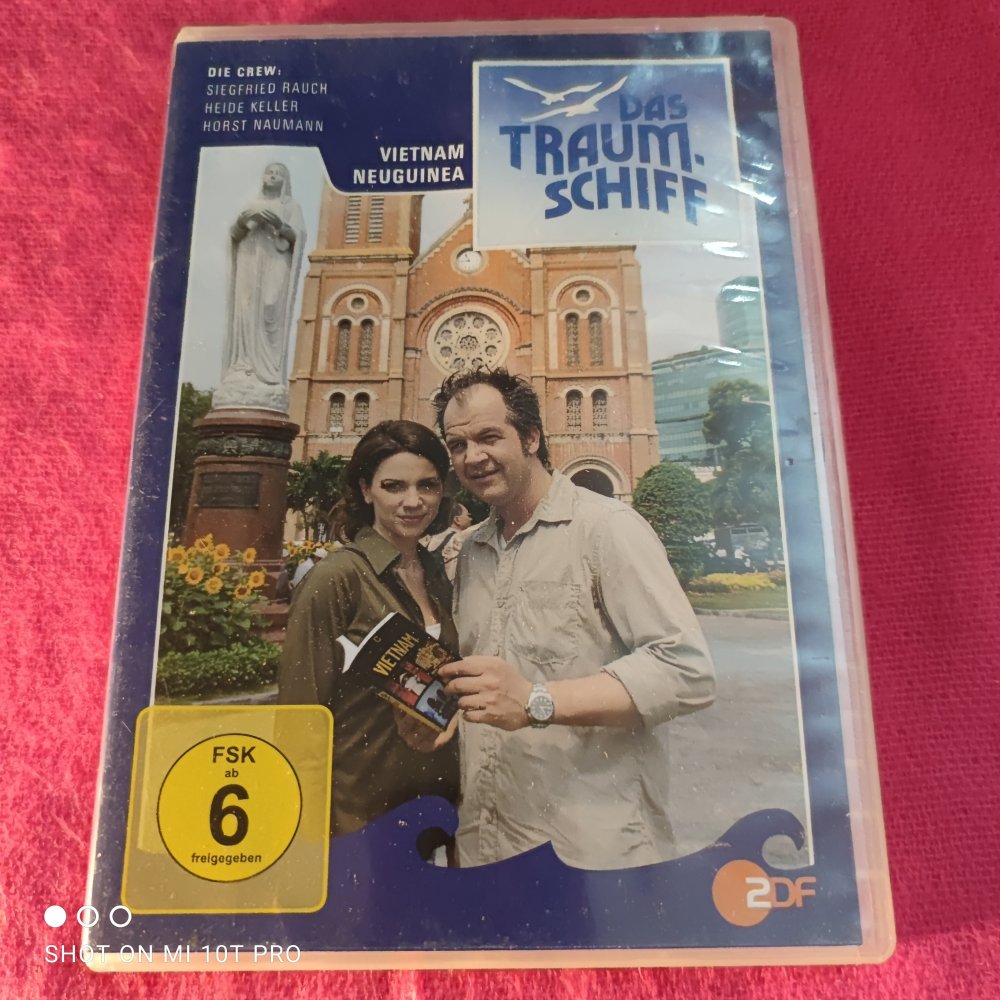 DIE CREW:
SIEGFRIED RAUCH
HEIDE KELLER
HORST NAUMANN
VIETNAM
NEUGUINEA
DAS
TRAUM-
SCHIFF
VIETNAM
FSK
ab
6
freigegeben
ZDF
SHOT ON MI 10T PRO